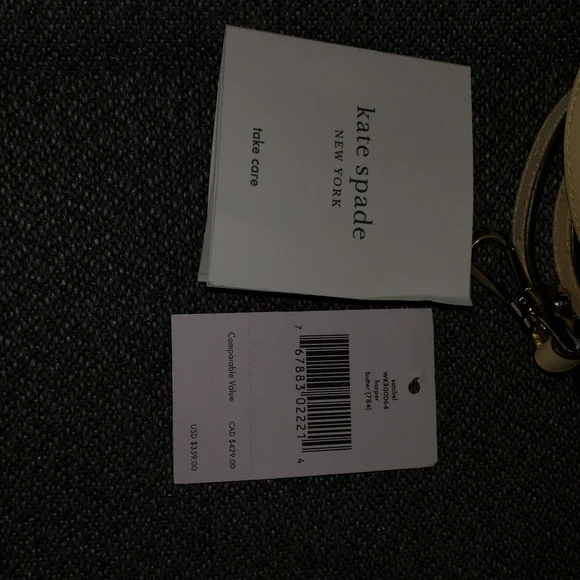 kate spade
NEW YORK
take care
satchel
WKR00064
harper
butter (784)
7 67883 02221 4
Comparable Value
CAD $429.00
USD $359.00